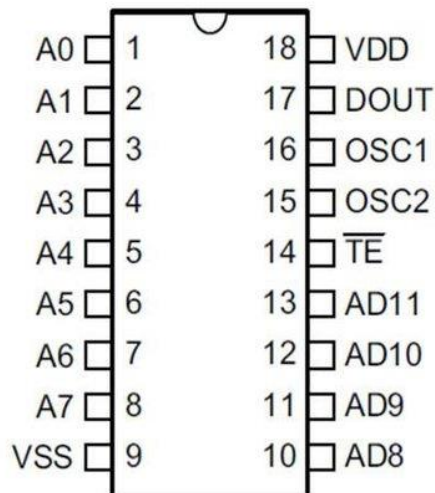 A0 1 18 VDD
A1 2 17 DOUT
A2 3 16 OSC1
A3 4 15 OSC2
A4 5 14 T̅E̅
A5 6 13 AD11
A6 7 12 AD10
A7 8 11 AD9
VSS 9 10 AD8